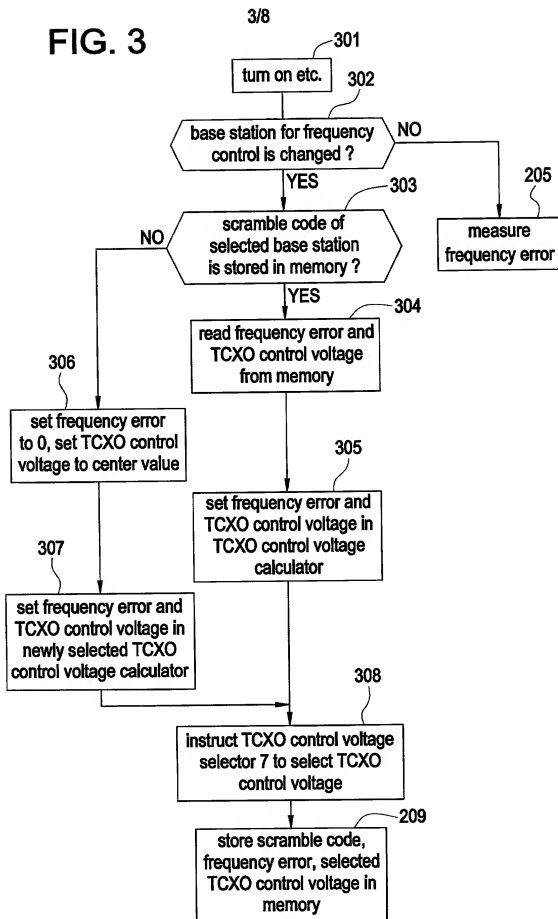 3/8
FIG. 3
301
turn on etc.
302
base station for frequency
control is changed ?
NO
YES
303
205
measure
frequency error
scramble code of
selected base station
is stored in memory ?
NO
YES
304
read frequency error and
TCXO control voltage
from memory
306
set frequency error
to 0, set TCXO control
voltage to center value
305
set frequency error and
TCXO control voltage in
TCXO control voltage
calculator
307
set frequency error and
TCXO control voltage in
newly selected TCXO
control voltage calculator
308
instruct TCXO control voltage
selector 7 to select TCXO
control voltage
209
store scramble code,
frequency error, selected
TCXO control voltage in
memory